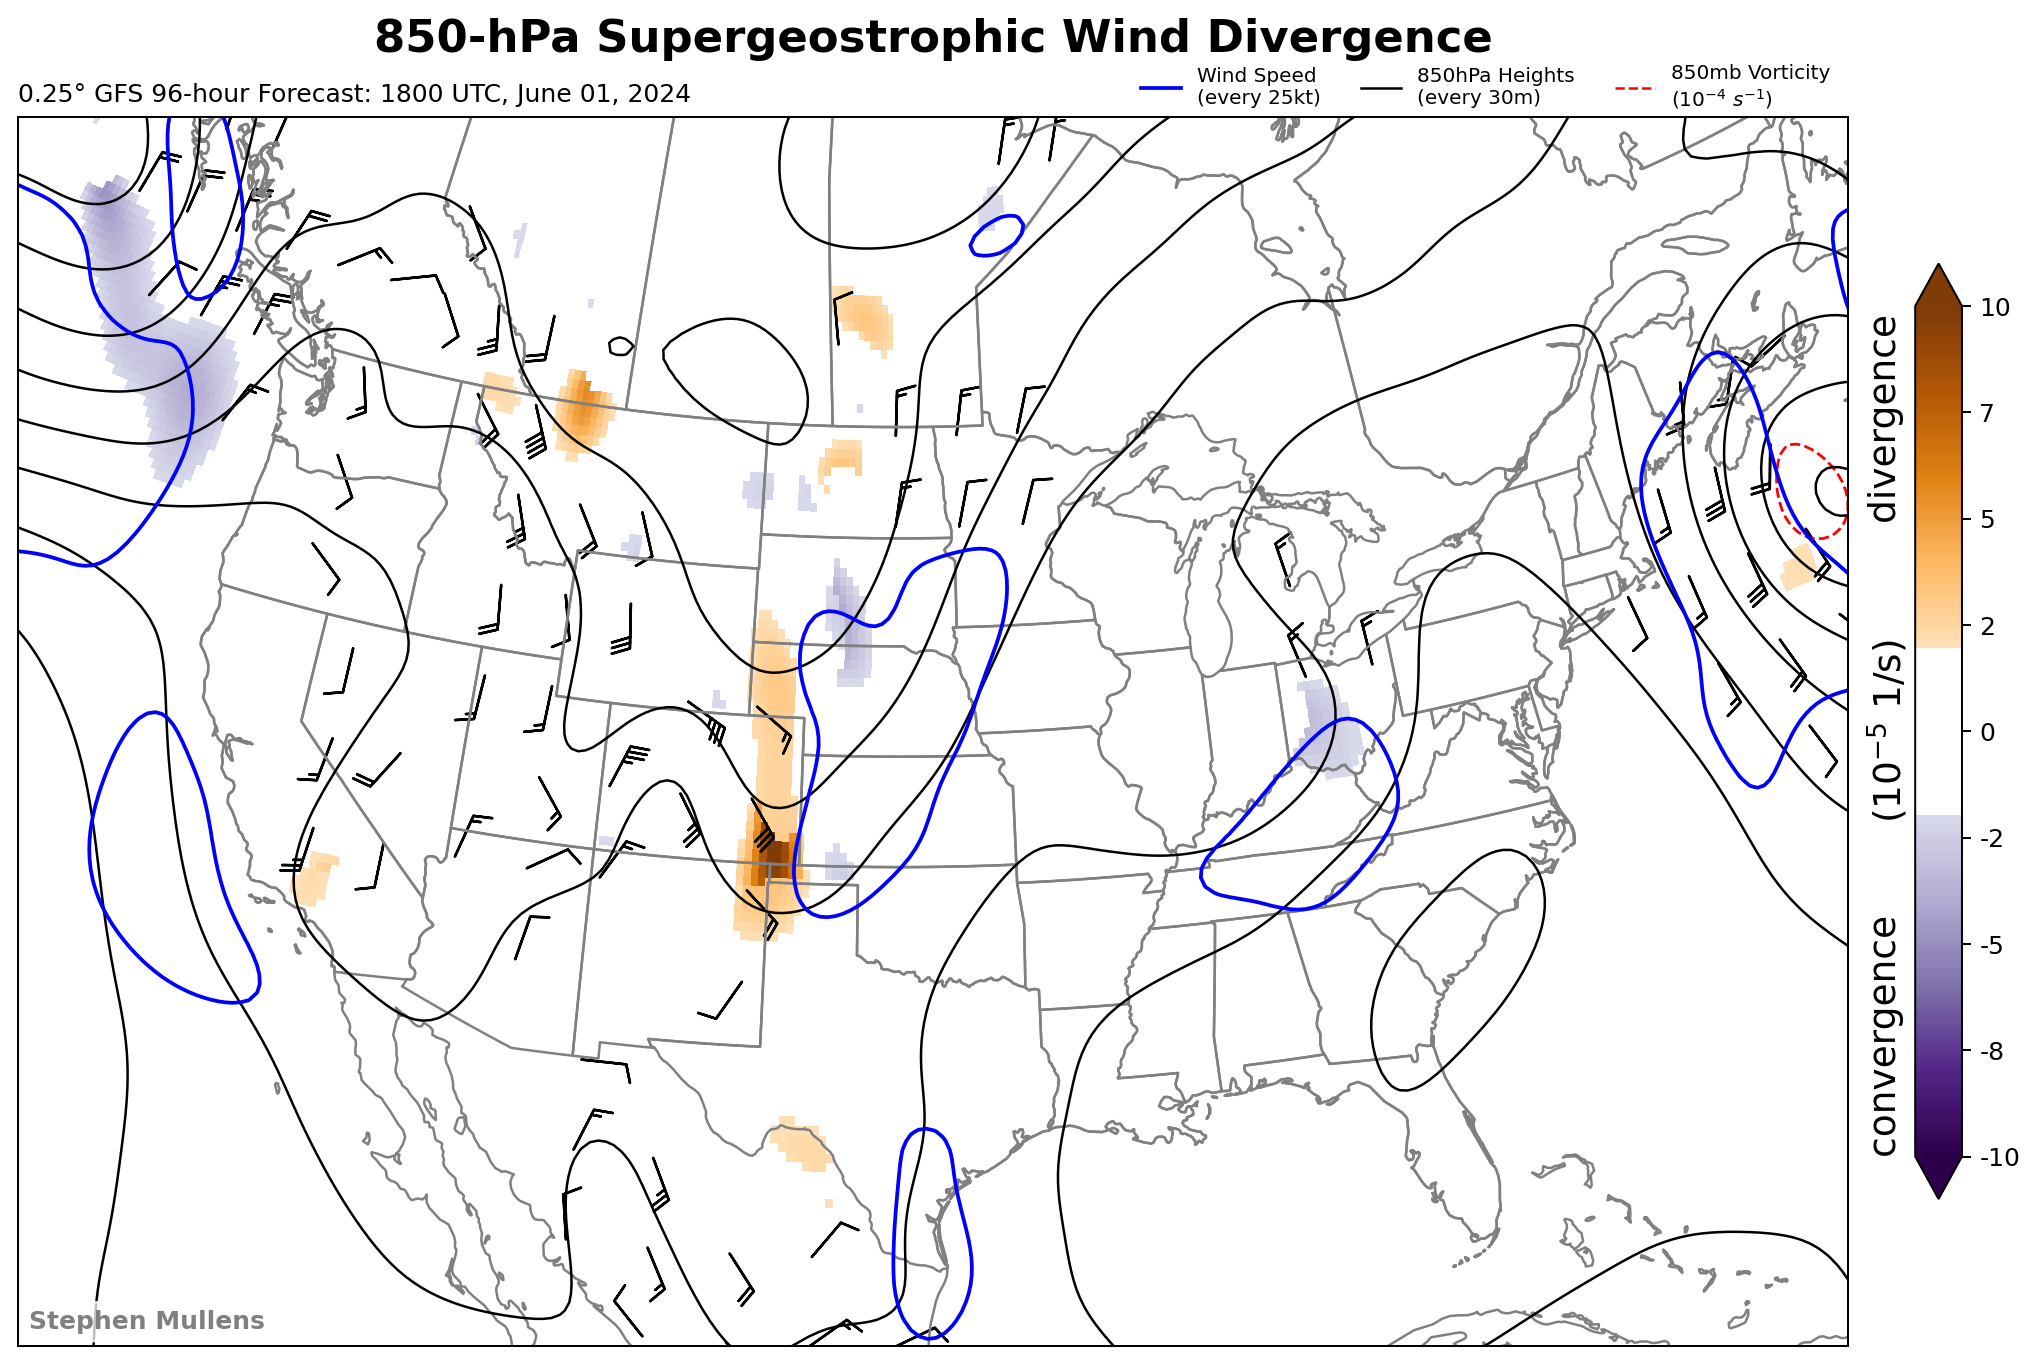 850-hPa Supergeostrophic Wind Divergence
0.25° GFS 96-hour Forecast: 1800 UTC, June 01, 2024
Wind Speed
(every 25kt)
850hPa Heights
(every 30m)
850mb Vorticity
(10⁻⁴ s⁻¹)
10
7
5
2
0
-2
-5
-8
-10
convergence (10⁻⁵ 1/s) divergence
Stephen Mullens